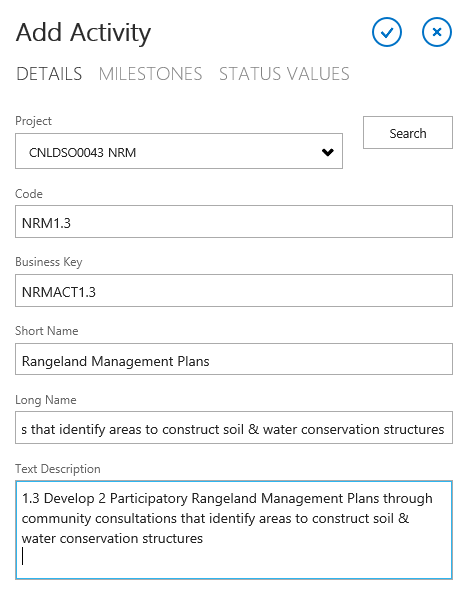 Add Activity
DETAILS MILESTONES STATUS VALUES
Project
CNLDSO0043 NRM
Search
Code
NRM1.3
Business Key
NRMACT1.3
Short Name
Rangeland Management Plans
Long Name
s that identify areas to construct soil & water conservation structures
Text Description
1.3 Develop 2 Participatory Rangeland Management Plans through
community consultations that identify areas to construct soil &
water conservation structures